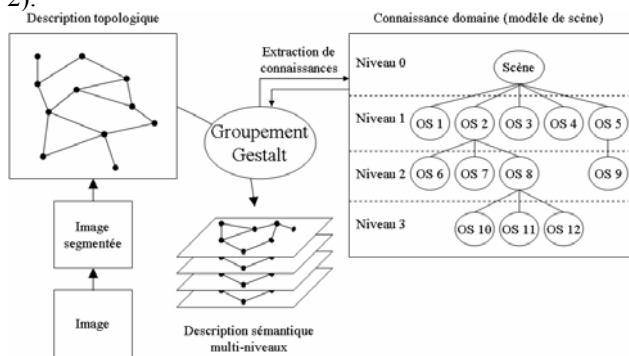 2).
Description topologique
Connaissance domaine (modèle de scène)
Extraction de
connaissances
Niveau 0
Scène
Niveau 1
OS 1
OS 2
OS 3
OS 4
OS 5
Groupement
Gestalt
Niveau 2
OS 6
OS 7
OS 8
OS 9
Niveau 3
OS 10
OS 11
OS 12
Image
segmentée
Image
Description sémantique
multi-niveaux